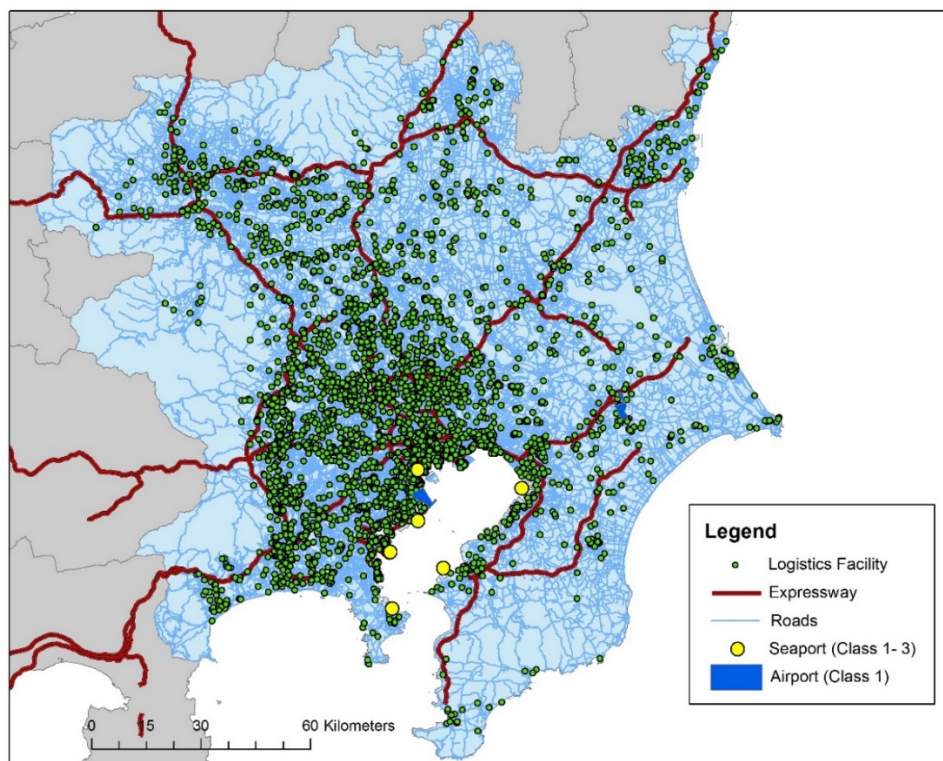 Legend
Logistics Facility
Expressway
Roads
Seaport (Class 1- 3)
Airport (Class 1)
0 15 30 60 Kilometers